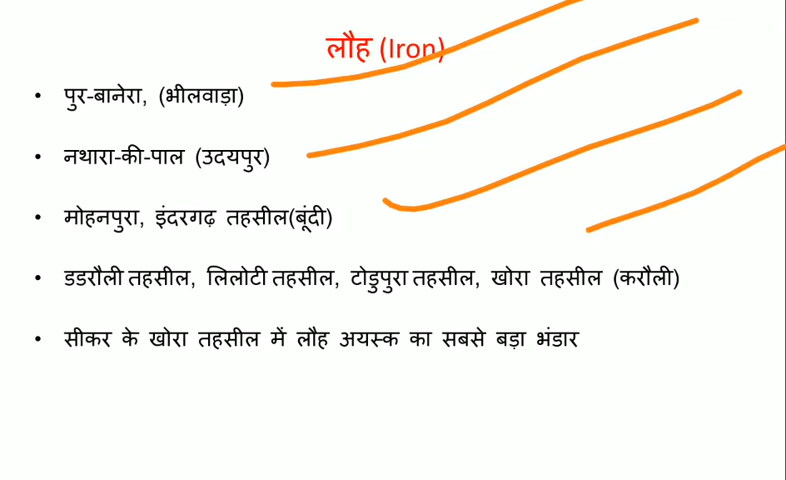 लौह (Iron)
• पुर-बानेरा, (भीलवाड़ा)
• नथारा-की-पाल (उदयपुर)
• मोहनपुरा, इंदरगढ़ तहसील(बूंदी)
• डडरौली तहसील, लिलोटी तहसील, टोडुपुरा तहसील, खोरा तहसील (करौली)
• सीकर के खोरा तहसील में लौह अयस्क का सबसे बड़ा भंडार